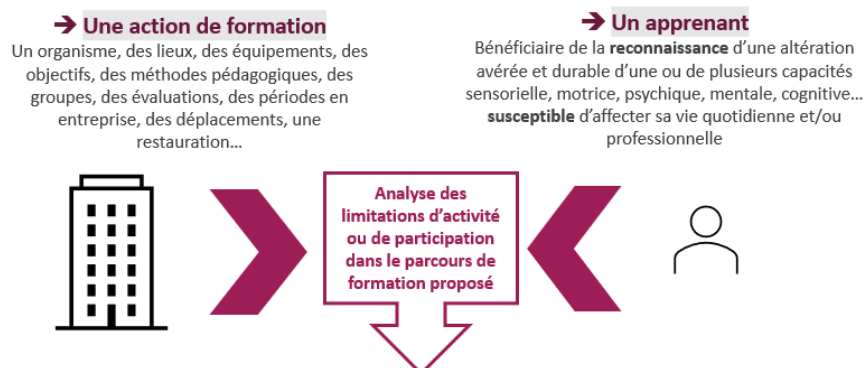 ➔ Une action de formation
Un organisme, des lieux, des équipements, des
objectifs, des méthodes pédagogiques, des
groupes, des évaluations, des périodes en
entreprise, des déplacements, une
restauration…
➔ Un apprenant
Bénéficiaire de la reconnaissance d’une altération
avérée et durable d’une ou de plusieurs capacités
sensorielle, motrice, psychique, mentale, cognitive…
susceptible d’affecter sa vie quotidienne et/ou
professionnelle
Analyse des
limitations d’activité
ou de participation
dans le parcours de
formation proposé